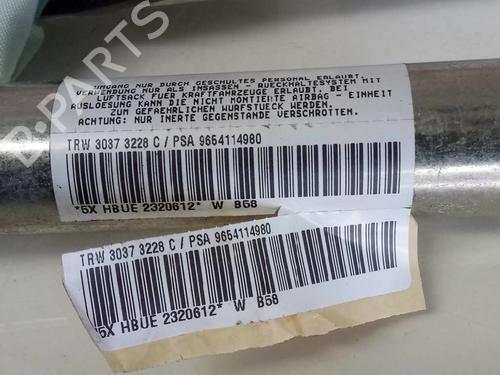 B-PARTS
UMGANG NUR DURCH GESCHULTES PERSONAL ERLAUBT.
VERWENDUNG NUR ALS INSASSEN - RUECKHALTESYSTEM MIT
LUFTSACK FUER KRAFTFAHRZEUGE ERLAUBT. BEI
AUSLOESUNG KANN DIE NICHT MONTIERTE AIRBAG - EINHEIT
ZUM GEFAEHRLICHEN WURFSTUECK WERDEN.
ACHTUNG: NUR INERTE GEGENSTANDE VERSCHROTTEN.
TRW 3037 3228 C / PSA 9654114980
*5X HBUE 2320612* W B58
TRW 3037 3228 C / PSA 9654114980
*5X HBUE 2320612* W B58